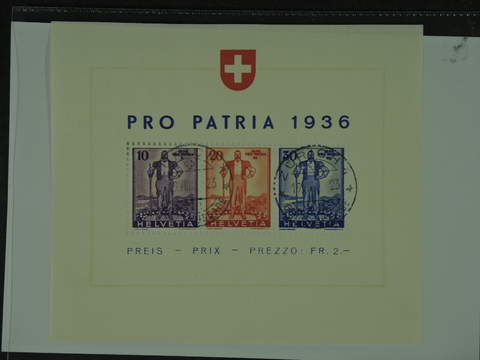 PRO PATRIA 1936
10 20 30
HELVETIA HELVETIA HELVETIA
PREIS - PRIX - PREZZO: FR. 2.-